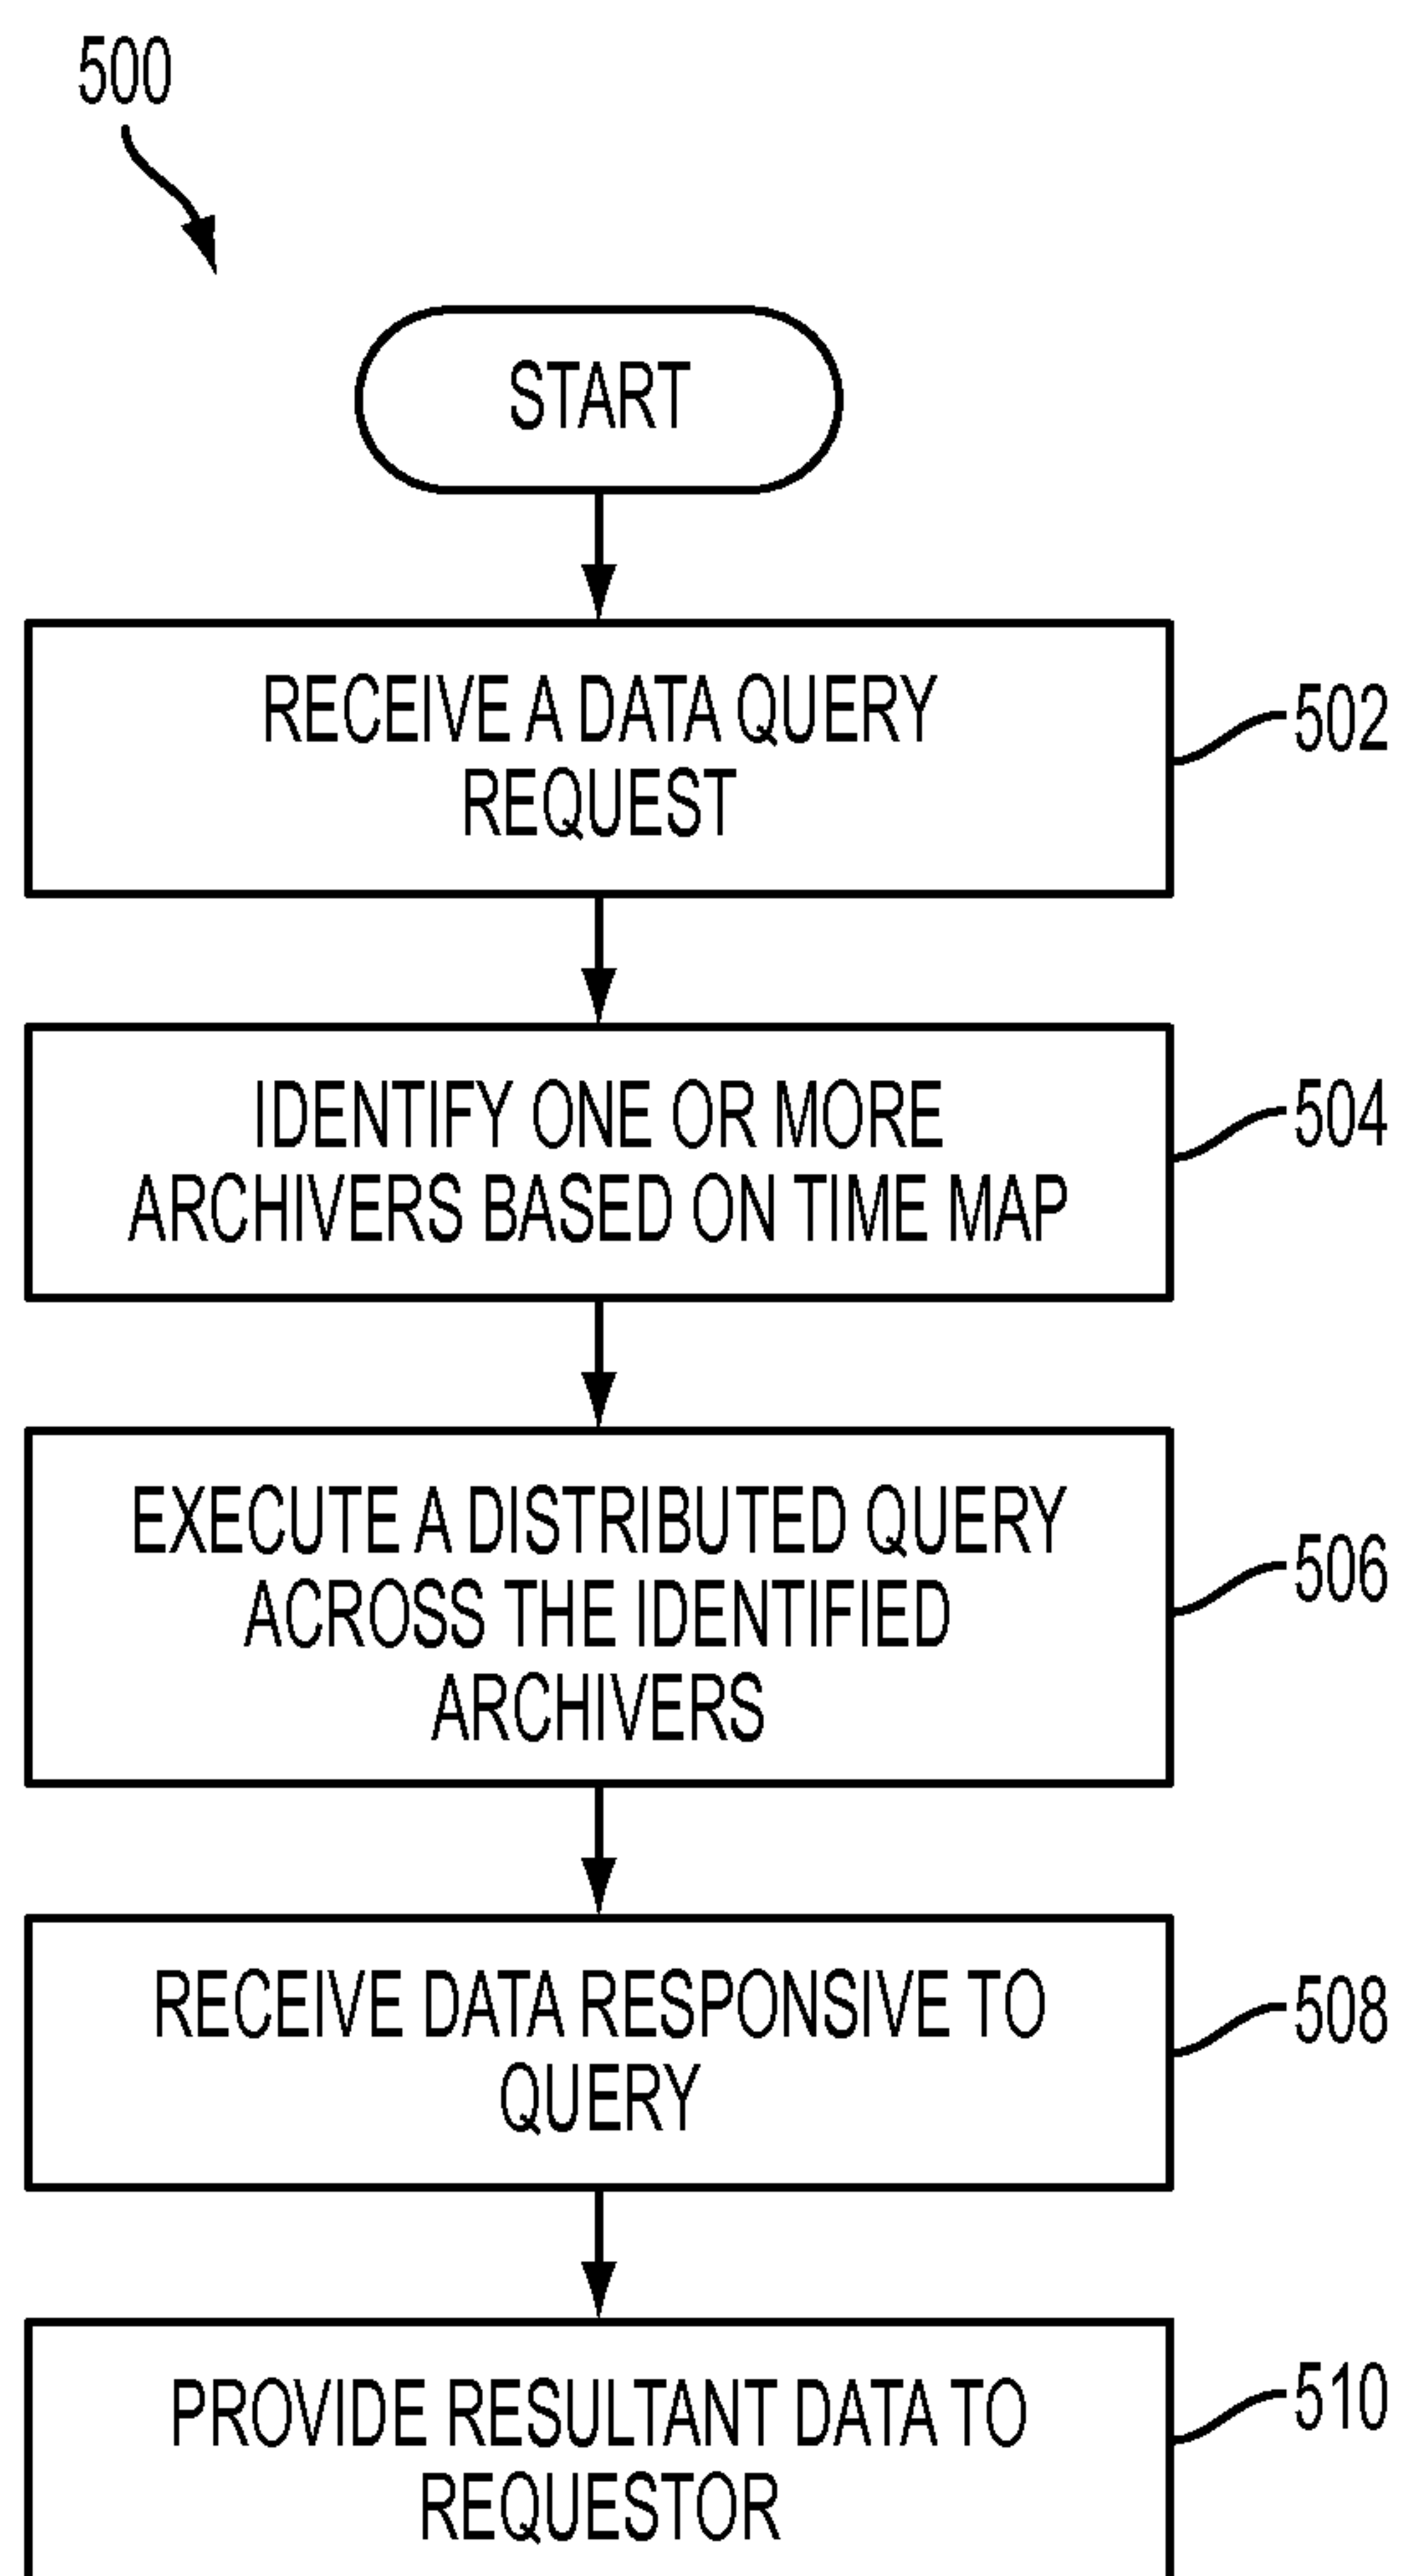 500
START
RECEIVE A DATA QUERY
REQUEST
502
IDENTIFY ONE OR MORE
ARCHIVERS BASED ON TIME MAP
504
EXECUTE A DISTRIBUTED QUERY
ACROSS THE IDENTIFIED
ARCHIVERS
506
RECEIVE DATA RESPONSIVE TO
QUERY
508
PROVIDE RESULTANT DATA TO
REQUESTOR
510